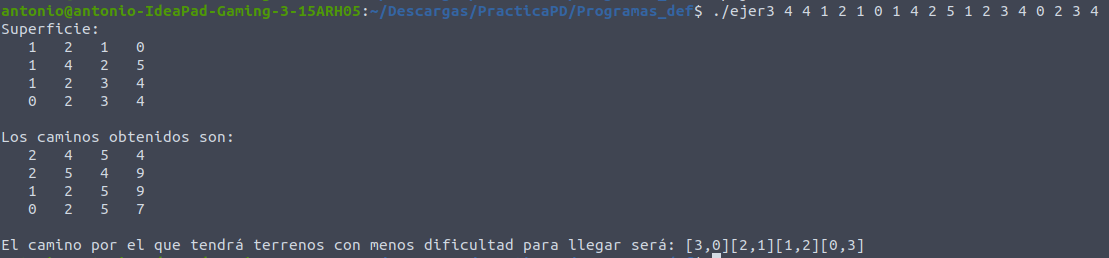 antonio@antonio-IdeaPad-Gaming-3-15ARH05:~/Descargas/PracticaPD/Programas_def$ ./ejer3 4 4 1 2 1 0 1 4 2 5 1 2 3 4 0 2 3 4
Superficie:
1 2 1 0
1 4 2 5
1 2 3 4
0 2 3 4
Los caminos obtenidos son:
2 4 5 4
2 5 4 9
1 2 5 9
0 2 5 7
El camino por el que tendrá terrenos con menos dificultad para llegar será: [3,0][2,1][1,2][0,3]